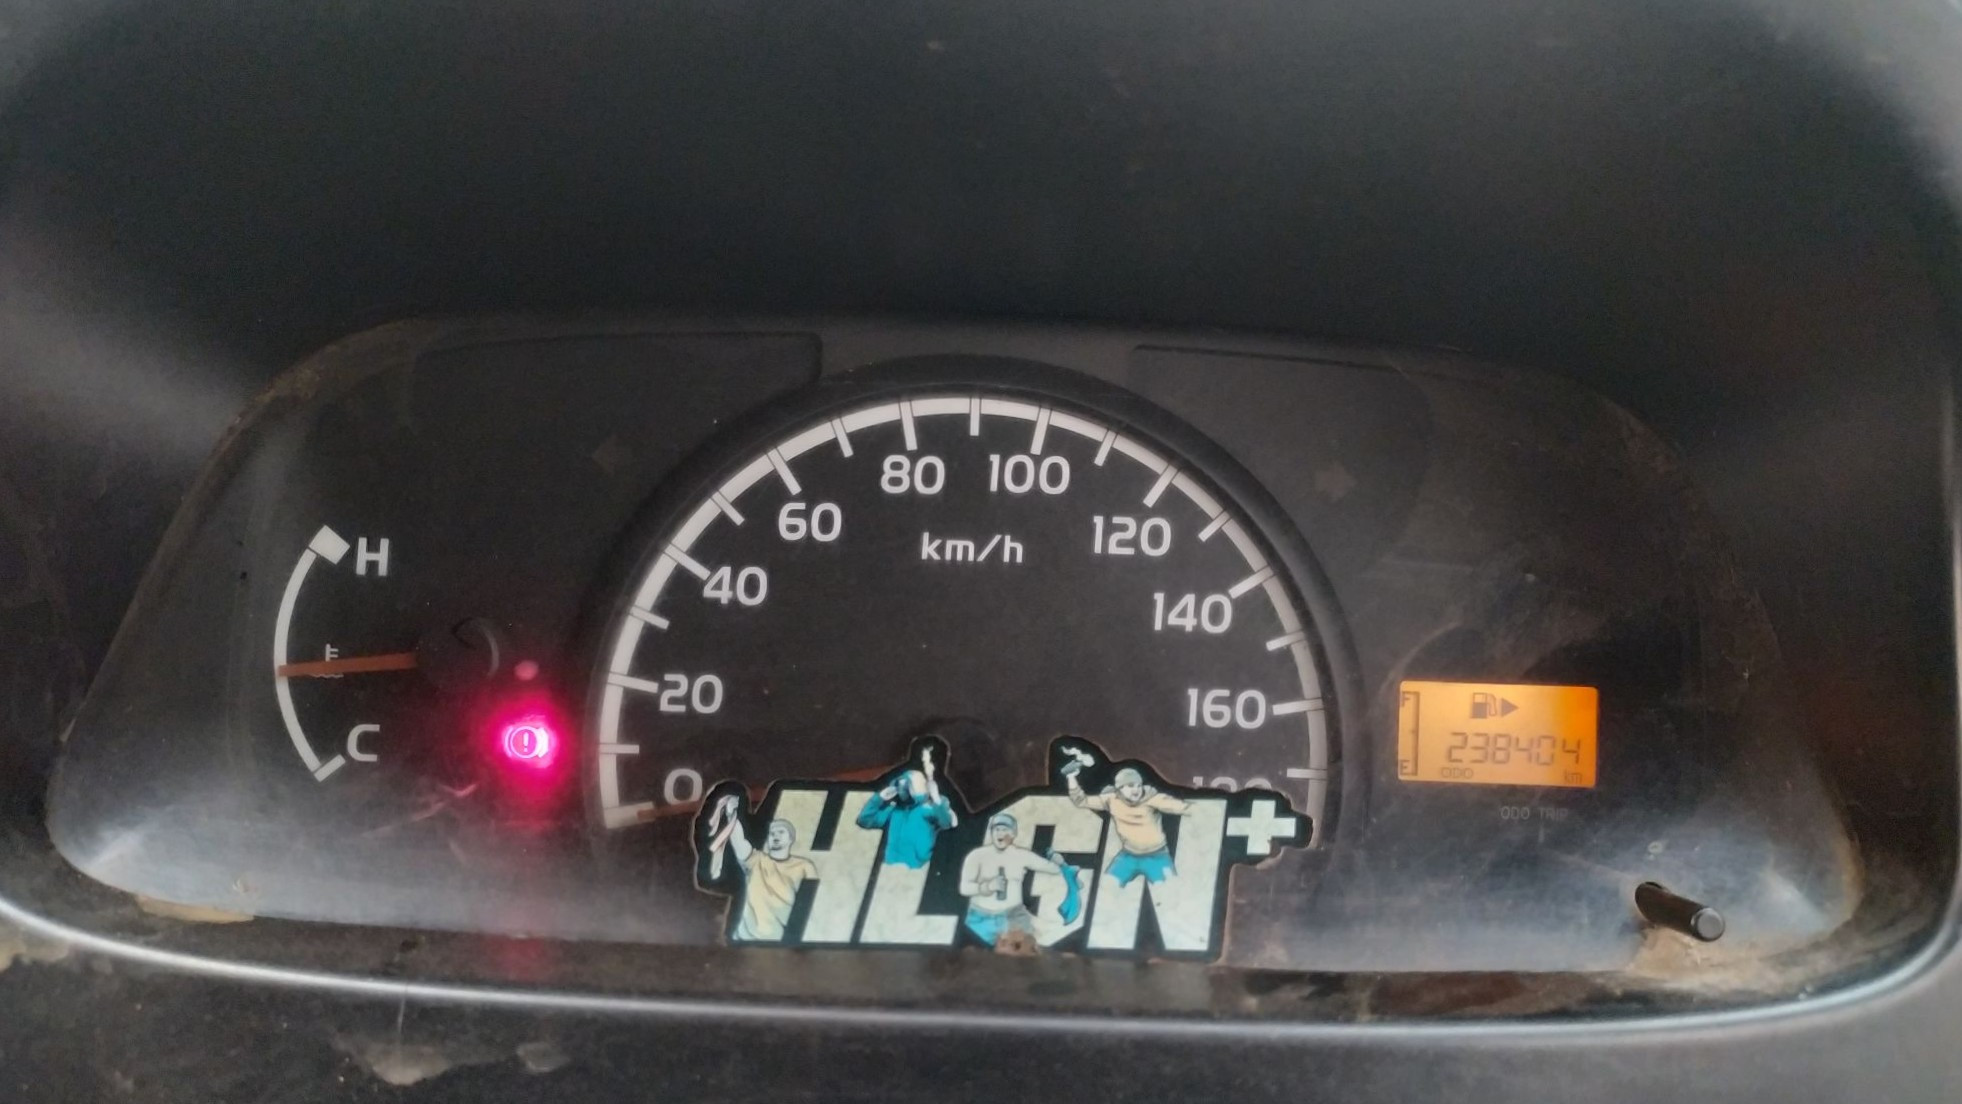 80 100
60 120
km/h
H
40 140
20 160
C
0
F
238404
E ODO km
ODO TRIP
HLGN+